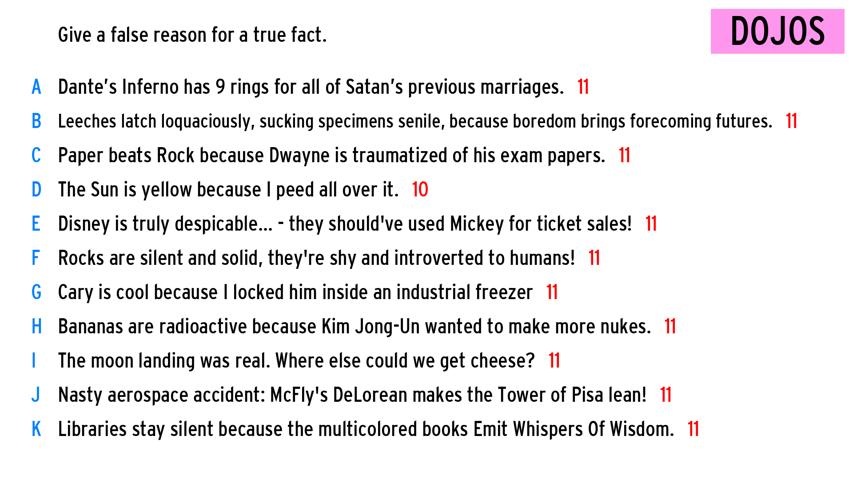 Give a false reason for a true fact.
DOJOS
A Dante's Inferno has 9 rings for all of Satan's previous marriages. 11
B Leeches latch loquaciously, sucking specimens senile, because boredom brings forecoming futures. 11
C Paper beats Rock because Dwayne is traumatized of his exam papers. 11
D The Sun is yellow because I peed all over it. 10
E Disney is truly despicable... - they should've used Mickey for ticket sales! 11
F Rocks are silent and solid, they're shy and introverted to humans! 11
G Cary is cool because I locked him inside an industrial freezer 11
H Bananas are radioactive because Kim Jong-Un wanted to make more nukes. 11
I The moon landing was real. Where else could we get cheese? 11
J Nasty aerospace accident: McFly's DeLorean makes the Tower of Pisa lean! 11
K Libraries stay silent because the multicolored books Emit Whispers Of Wisdom. 11